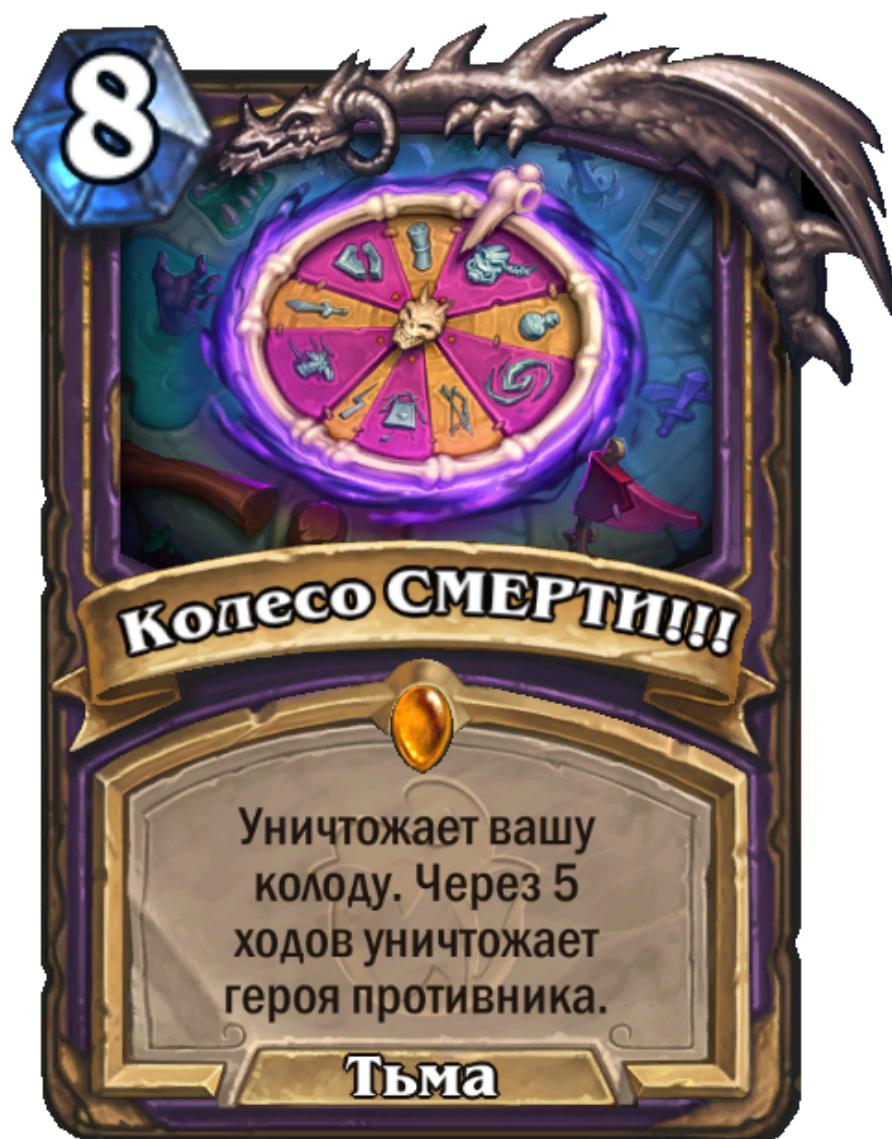 8
Колесо СМЕРТИ!!!
Уничтожает вашу
колоду. Через 5
ходов уничтожает
героя противника.
Тьма